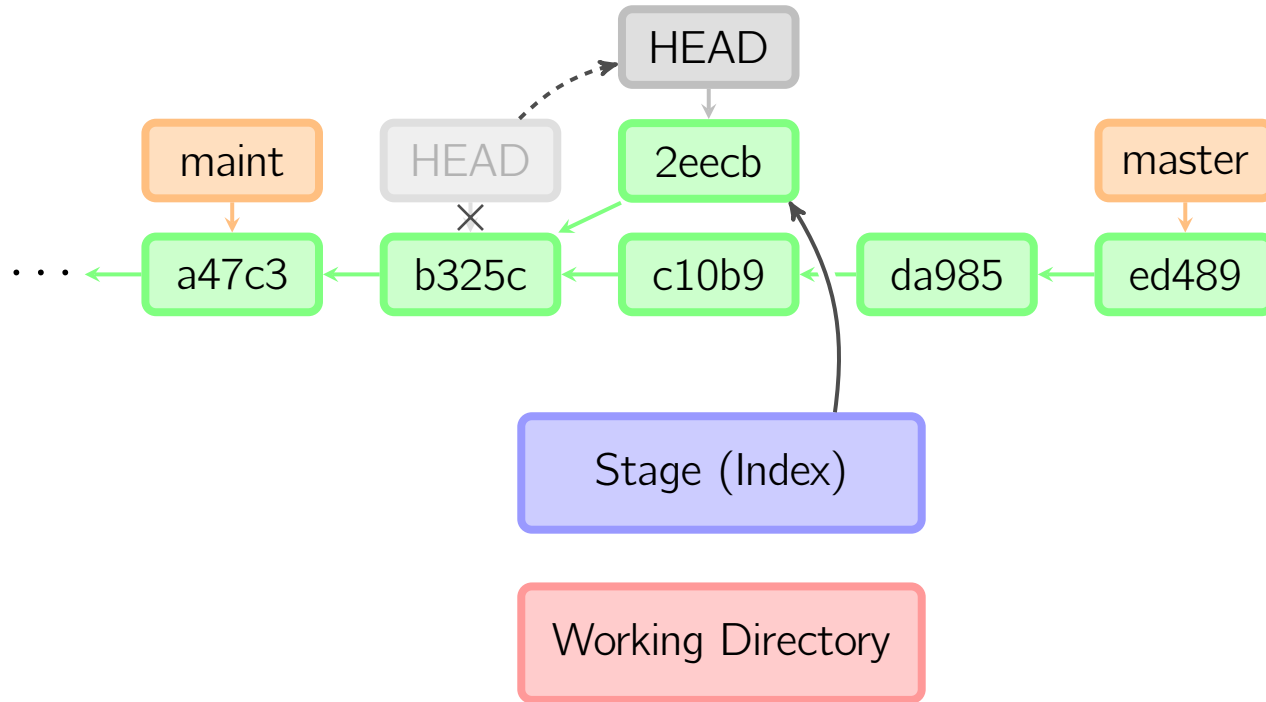 HEAD
maint HEAD 2eecb master
... a47c3 b325c c10b9 da985 ed489
Stage (Index)
Working Directory